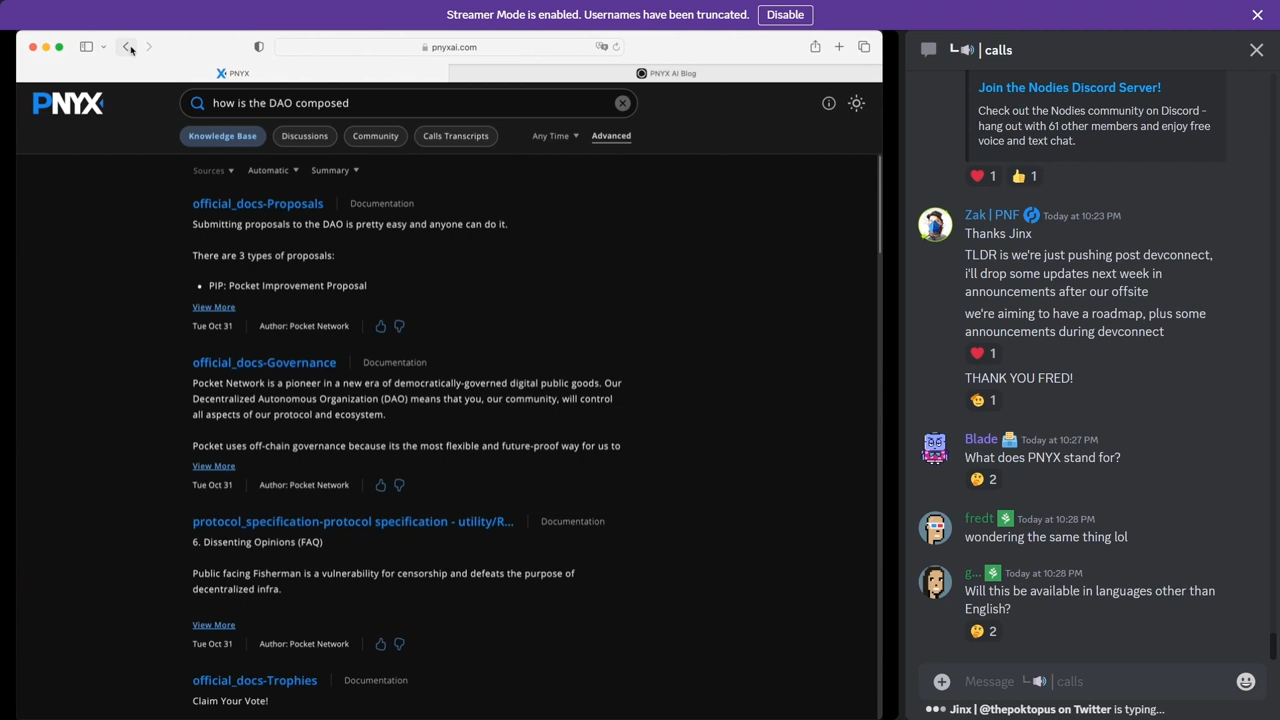 Streamer Mode is enabled. Usernames have been truncated.
Disable
pnyxai.com
PNYX
PNYX AI Blog
PNYX
how is the DAO composed
Knowledge Base
Discussions
Community
Calls Transcripts
Any Time
Advanced
Sources
Automatic
Summary
official_docs-Proposals
Documentation
Submitting proposals to the DAO is pretty easy and anyone can do it.
There are 3 types of proposals:
• PIP: Pocket Improvement Proposal
View More
Tue Oct 31
Author: Pocket Network
official_docs-Governance
Documentation
Pocket Network is a pioneer in a new era of democratically-governed digital public goods. Our
Decentralized Autonomous Organization (DAO) means that you, our community, will control
all aspects of our protocol and ecosystem.
Pocket uses off-chain governance because its the most flexible and future-proof way for us to
View More
Tue Oct 31
Author: Pocket Network
protocol_specification-protocol specification - utility/R...
Documentation
6. Dissenting Opinions (FAQ)
Public facing Fisherman is a vulnerability for censorship and defeats the purpose of
decentralized infra.
View More
Tue Oct 31
Author: Pocket Network
official_docs-Trophies
Documentation
Claim Your Vote!
calls
Join the Nodies Discord Server!
Check out the Nodies community on Discord -
hang out with 61 other members and enjoy free
voice and text chat.
1
1
Zak | PNF Today at 10:23 PM
Thanks Jinx
TLDR is we're just pushing post devconnect,
i'll drop some updates next week in
announcements after our offsite
we're aiming to have a roadmap, plus some
announcements during devconnect
1
THANK YOU FRED!
1
Blade Today at 10:27 PM
What does PNYX stand for?
2
fredt Today at 10:28 PM
wondering the same thing lol
g... Today at 10:28 PM
Will this be available in languages other than
English?
2
Message calls
Jinx | @thepoktopus on Twitter is typing...